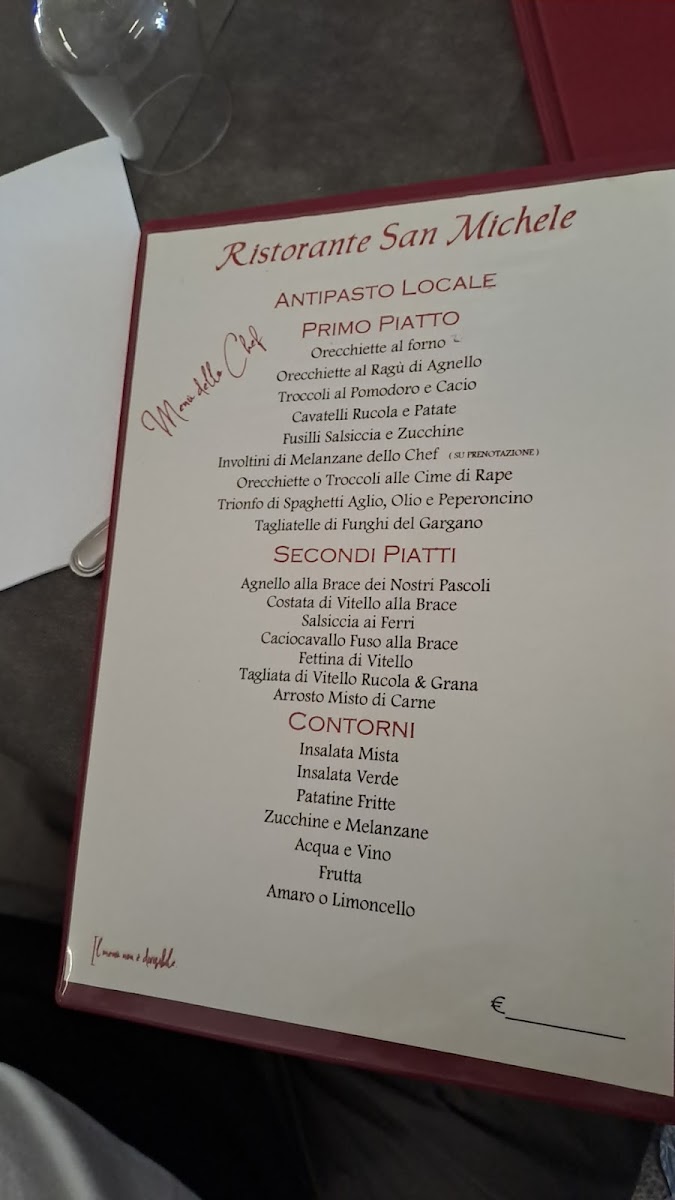 Ristorante San Michele
ANTIPASTO LOCALE
Menu dello Chef
PRIMO PIATTO
Orecchiette al forno
Orecchiette al Ragù di Agnello
Troccoli al Pomodoro e Cacio
Cavatelli Rucola e Patate
Fusilli Salsiccia e Zucchine
Involtini di Melanzane dello Chef (SU PRENOTAZIONE)
Orecchiette o Troccoli alle Cime di Rape
Trionfo di Spaghetti Aglio, Olio e Peperoncino
Tagliatelle di Funghi del Gargano
SECONDI PIATTI
Agnello alla Brace dei Nostri Pascoli
Costata di Vitello alla Brace
Salsiccia ai Ferri
Caciocavallo Fuso alla Brace
Fettina di Vitello
Tagliata di Vitello Rucola & Grana
Arrosto Misto di Carne
CONTORNI
Insalata Mista
Insalata Verde
Patatine Fritte
Zucchine e Melanzane
Acqua e Vino
Frutta
Amaro o Limoncello
Il menu non è
€